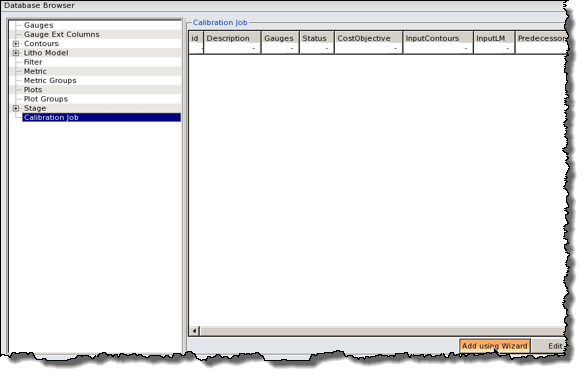 Database Browser
Gauges
Gauge Ext Columns
Contours
Litho Model
Filter
Metric
Metric Groups
Plots
Plot Groups
Stage
Calibration Job
Calibration Job
id Description Gauges Status CostObjective InputContours InputLM Predecessor
- - - - - - -
Add using Wizard Edit